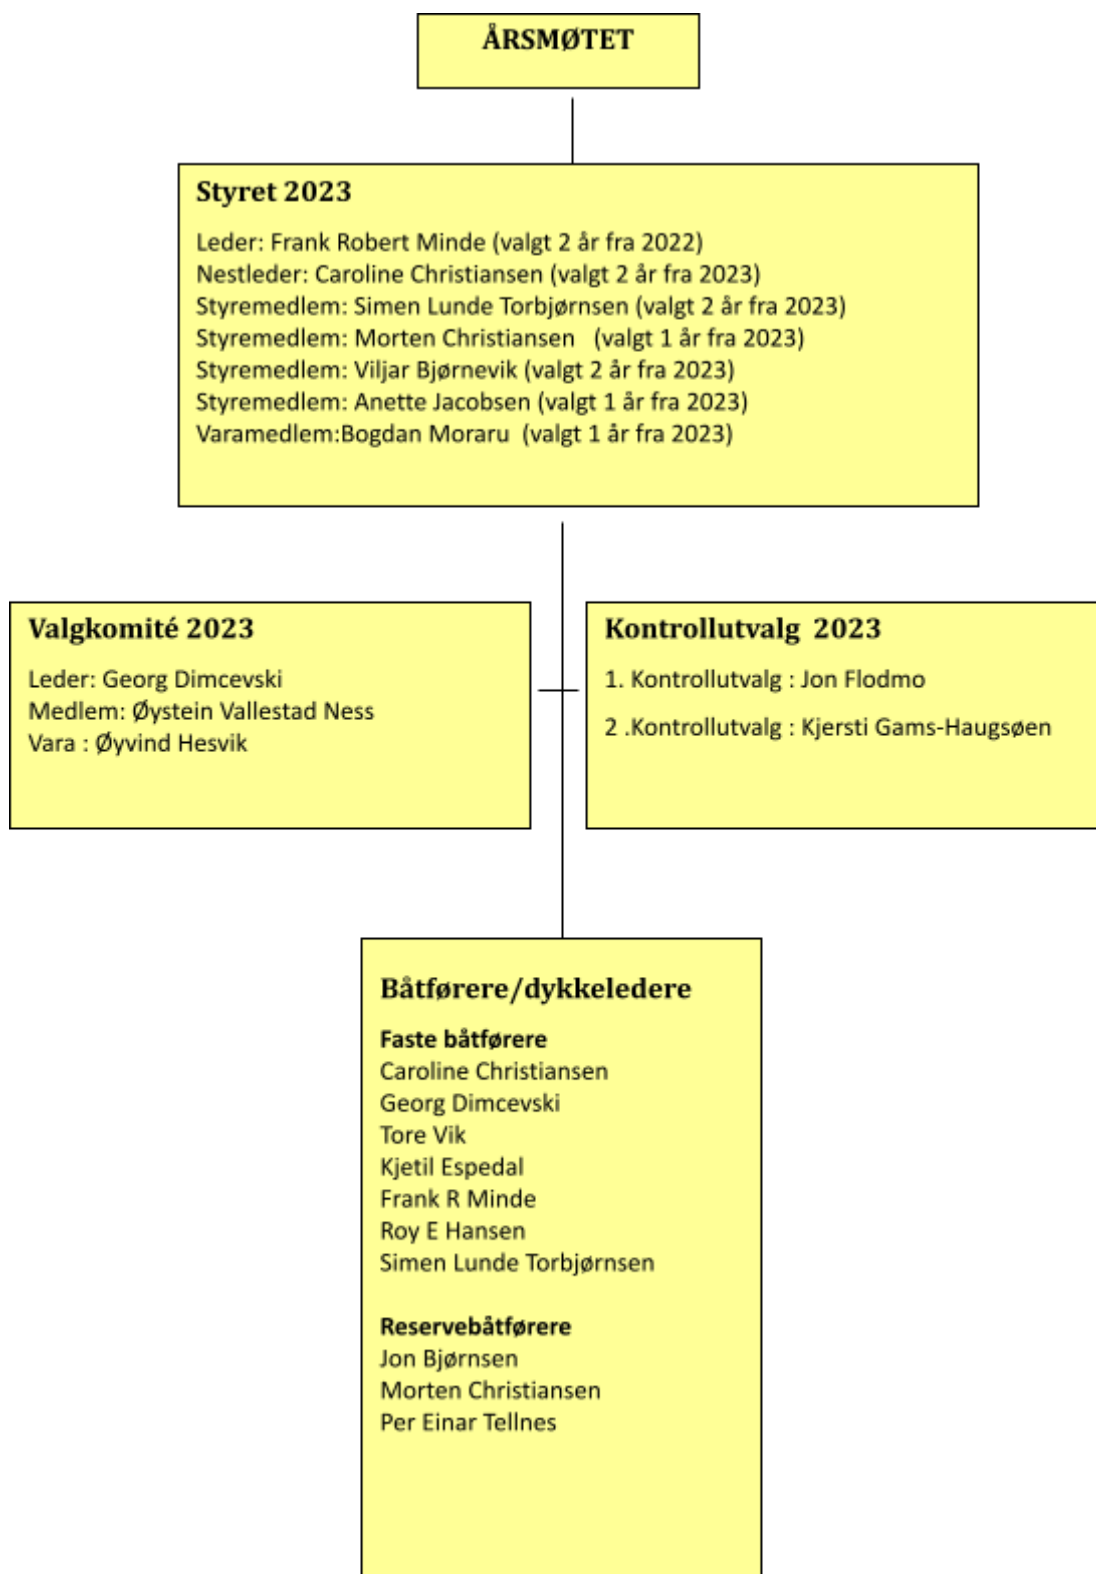 ÅRSMØTET
Styret 2023
Leder: Frank Robert Minde (valgt 2 år fra 2022)
Nestleder: Caroline Christiansen (valgt 2 år fra 2023)
Styremedlem: Simen Lunde Torbjørnsen (valgt 2 år fra 2023)
Styremedlem: Morten Christiansen   (valgt 1 år fra 2023)
Styremedlem: Viljar Bjørnevik (valgt 2 år fra 2023)
Styremedlem: Anette Jacobsen (valgt 1 år fra 2023)
Varamedlem:Bogdan Moraru  (valgt 1 år fra 2023)
Valgkomité 2023
Leder: Georg Dimcevski
Medlem: Øystein Vallestad Ness
Vara : Øyvind Hesvik
Kontrollutvalg  2023
1. Kontrollutvalg : Jon Flodmo
2 .Kontrollutvalg : Kjersti Gams-Haugsøen
Båtførere/dykkeledere
Faste båtførere
Caroline Christiansen
Georg Dimcevski
Tore Vik
Kjetil Espedal
Frank R Minde
Roy E Hansen
Simen Lunde Torbjørnsen
Reservebåtførere
Jon Bjørnsen
Morten Christiansen
Per Einar Tellnes